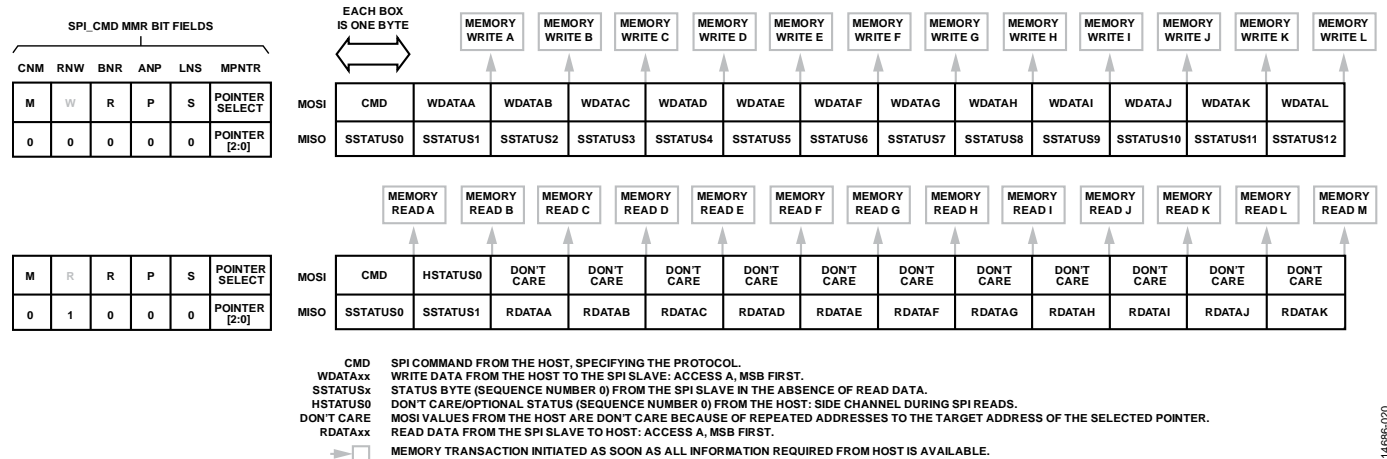 SPI_CMD MMR BIT FIELDS
EACH BOX IS ONE BYTE
MEMORY WRITE A MEMORY WRITE B MEMORY WRITE C MEMORY WRITE D MEMORY WRITE E MEMORY WRITE F MEMORY WRITE G MEMORY WRITE H MEMORY WRITE I MEMORY WRITE J MEMORY WRITE K MEMORY WRITE L
CNM RNW BNR ANP LNS MPNTR
M W R P S POINTER SELECT
0 0 0 0 0 POINTER [2:0]
MOSI CMD WDATAA WDATAB WDATAC WDATAD WDATAE WDATAF WDATAG WDATAH WDATAI WDATAJ WDATAK WDATAL
MISO SSTATUS0 SSTATUS1 SSTATUS2 SSTATUS3 SSTATUS4 SSTATUS5 SSTATUS6 SSTATUS7 SSTATUS8 SSTATUS9 SSTATUS10 SSTATUS11 SSTATUS12
MEMORY READ A MEMORY READ B MEMORY READ C MEMORY READ D MEMORY READ E MEMORY READ F MEMORY READ G MEMORY READ H MEMORY READ I MEMORY READ J MEMORY READ K MEMORY READ L MEMORY READ M
M R R P S POINTER SELECT
0 1 0 0 0 POINTER [2:0]
MOSI CMD HSTATUS0 DON'T CARE DON'T CARE DON'T CARE DON'T CARE DON'T CARE DON'T CARE DON'T CARE DON'T CARE DON'T CARE DON'T CARE DON'T CARE
MISO SSTATUS0 SSTATUS1 RDATAA RDATAB RDATAC RDATAD RDATAE RDATAF RDATAG RDATAH RDATAI RDATAJ RDATAK
CMD SPI COMMAND FROM THE HOST, SPECIFYING THE PROTOCOL.
WDATAxx WRITE DATA FROM THE HOST TO THE SPI SLAVE: ACCESS A, MSB FIRST.
SSTATUSx STATUS BYTE (SEQUENCE NUMBER 0) FROM THE SPI SLAVE IN THE ABSENCE OF READ DATA.
HSTATUS0 DON'T CARE/OPTIONAL STATUS (SEQUENCE NUMBER 0) FROM THE HOST: SIDE CHANNEL DURING SPI READS.
DON'T CARE MOSI VALUES FROM THE HOST ARE DON'T CARE BECAUSE OF REPEATED ADDRESSES TO THE TARGET ADDRESS OF THE SELECTED POINTER.
RDATAxx READ DATA FROM THE SPI SLAVE TO HOST: ACCESS A, MSB FIRST.
MEMORY TRANSACTION INITIATED AS SOON AS ALL INFORMATION REQUIRED FROM HOST IS AVAILABLE.
14686-020